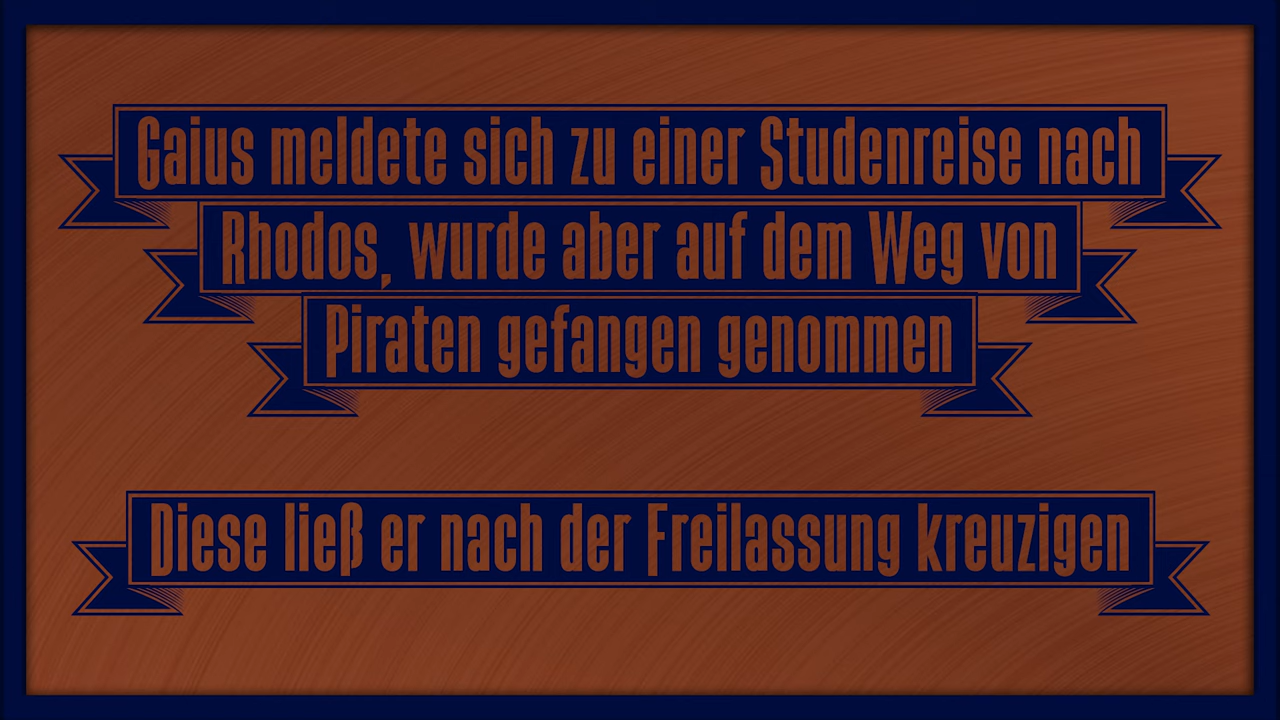 Gaius meldete sich zu einer Studenreise nach
Rhodos, wurde aber auf dem Weg von
Piraten gefangen genommen
Diese ließ er nach der Freilassung kreuzigen